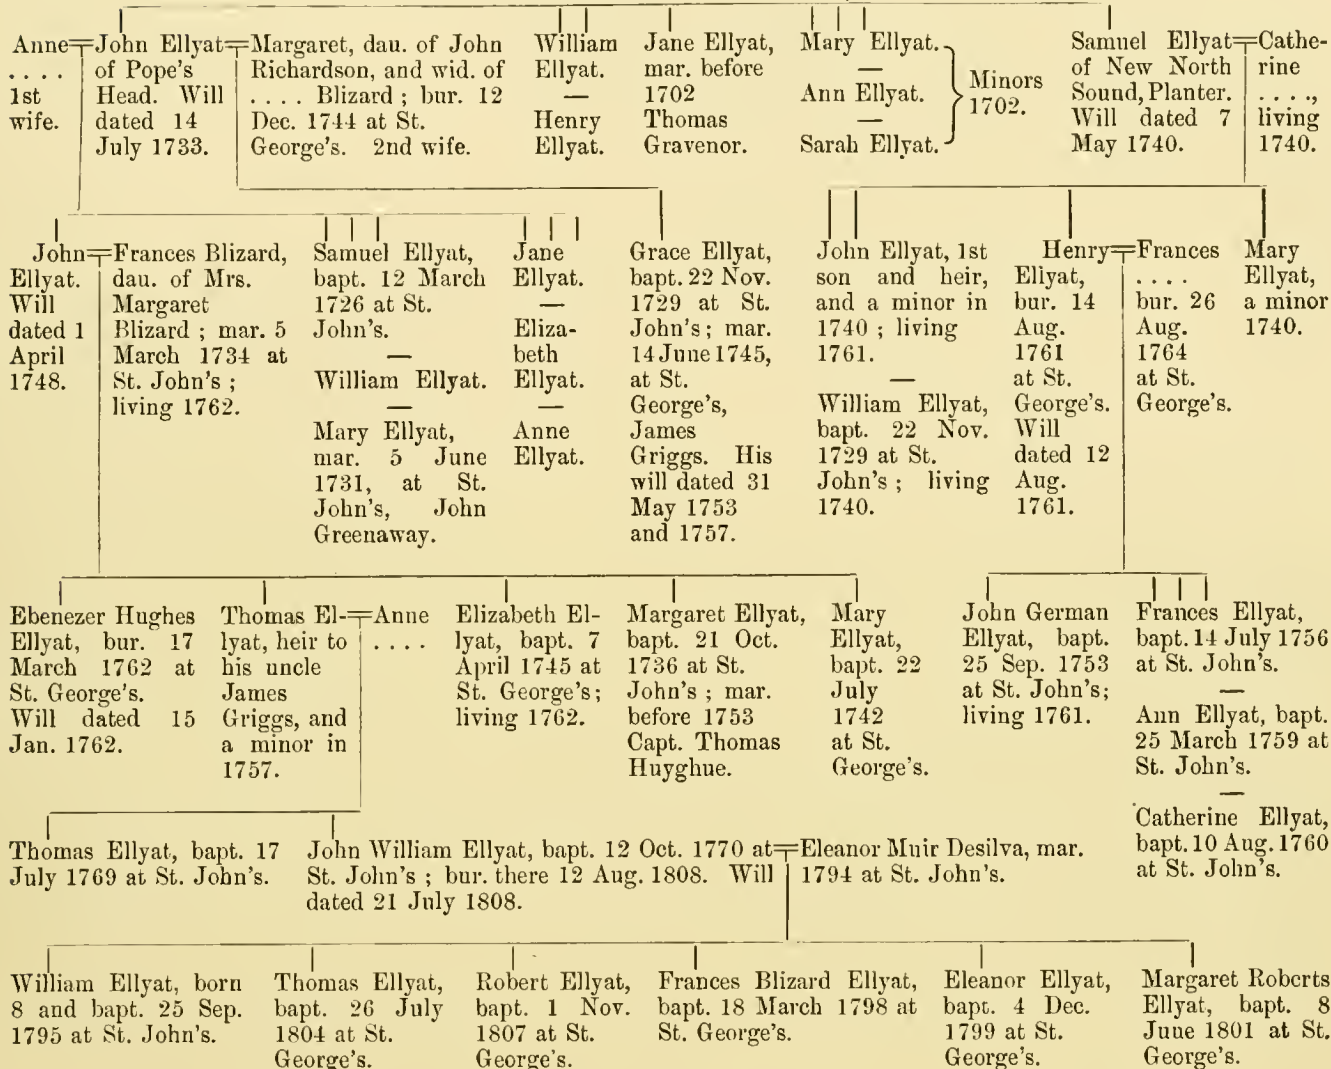 Anne
. . . .
1st
wife.
John Ellyat
of Pope's
Head. Will
dated 14
July 1733.
Margaret, dau. of John
Richardson, and wid. of
. . . . Blizard ; bur. 12
Dec. 1744 at St.
George's. 2nd wife.
William
Ellyat.
—
Henry
Ellyat.
Jane Ellyat,
mar. before
1702
Thomas
Gravenor.
Mary Ellyat.
—
Ann Ellyat.
—
Sarah Ellyat.
Minors
1702.
Samuel Ellyat
of New North
Sound, Planter.
Will dated 7
May 1740.
Cathe-
rine
. . . .,
living
1740.
John
Ellyat.
Will
dated 1
April
1748.
Frances Blizard,
dau. of Mrs.
Margaret
Blizard ; mar. 5
March 1734 at
St. John's ;
living 1762.
Samuel Ellyat,
bapt. 12 March
1726 at St.
John's.
—
William Ellyat.
—
Mary Ellyat,
mar. 5 June
1731, at St.
John's, John
Greenaway.
Jane
Ellyat.
—
Eliza-
beth
Ellyat.
—
Anne
Ellyat.
Grace Ellyat,
bapt. 22 Nov.
1729 at St.
John's ; mar.
14 June 1745,
at St.
George's,
James
Griggs. His
will dated 31
May 1753
and 1757.
John Ellyat, 1st
son and heir,
and a minor in
1740 ; living
1761.
—
William Ellyat,
bapt. 22 Nov.
1729 at St.
John's ; living
1740.
Henry
Ellyat,
bur. 14
Aug.
1761
at St.
George's.
Will
dated 12
Aug.
1761.
Frances
. . . .
bur. 26
Aug.
1764
at St.
George's.
Mary
Ellyat,
a minor
1740.
Ebenezer Hughes
Ellyat, bur. 17
March 1762 at
St. George's.
Will dated 15
Jan. 1762.
Thomas El-
lyat, heir to
his uncle
James
Griggs, and
a minor in
1757.
Anne
. . . .
Elizabeth El-
lyat, bapt. 7
April 1745 at
St. George's ;
living 1762.
Margaret Ellyat,
bapt. 21 Oct.
1736 at St.
John's ; mar.
before 1753
Capt. Thomas
Huyghue.
Mary
Ellyat,
bapt. 22
July
1742
at St.
George's.
John German
Ellyat, bapt.
25 Sep. 1753
at St. John's ;
living 1761.
Frances Ellyat,
bapt. 14 July 1756
at St. John's.
—
Ann Ellyat, bapt.
25 March 1759 at
St. John's.
—
Catherine Ellyat,
bapt. 10 Aug. 1760
at St. John's.
Thomas Ellyat, bapt. 17
July 1769 at St. John's.
John William Ellyat, bapt. 12 Oct. 1770 at
St. John's ; bur. there 12 Aug. 1808. Will
dated 21 July 1808.
Eleanor Muir Desilva, mar.
1794 at St. John's.
William Ellyat, born
8 and bapt. 25 Sep.
1795 at St. John's.
Thomas Ellyat,
bapt. 26 July
1804 at St.
George's.
Robert Ellyat,
bapt. 1 Nov.
1807 at St.
George's.
Frances Blizard Ellyat,
bapt. 18 March 1798 at
St. George's.
Eleanor Ellyat,
bapt. 4 Dec.
1799 at St.
George's.
Margaret Roberts
Ellyat, bapt. 8
June 1801 at St.
George's.